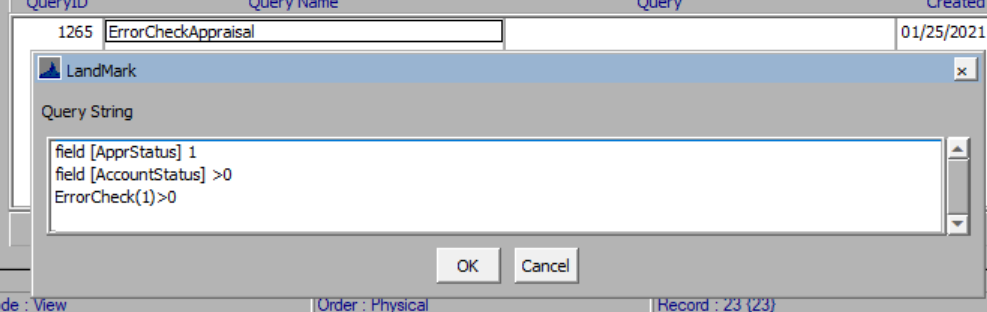 QueryID Query Name Query Created
1265 ErrorCheckAppraisal 01/25/2021
LandMark
Query String
field [ApprStatus] 1
field [AccountStatus] >0
ErrorCheck(1)>0
OK Cancel
de : View Order : Physical Record : 23 {23}